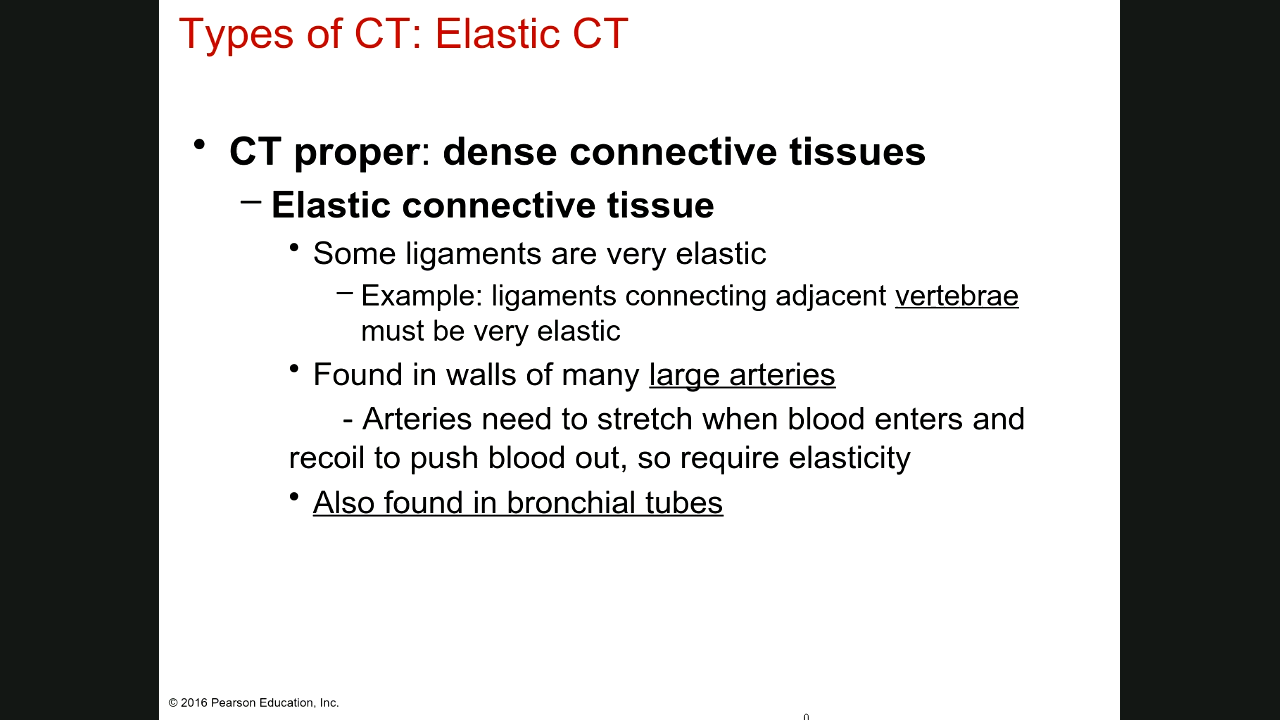 Types of CT: Elastic CT
• CT proper: dense connective tissues
– Elastic connective tissue
• Some ligaments are very elastic
– Example: ligaments connecting adjacent vertebrae
must be very elastic
• Found in walls of many large arteries
- Arteries need to stretch when blood enters and
recoil to push blood out, so require elasticity
• Also found in bronchial tubes
© 2016 Pearson Education, Inc.